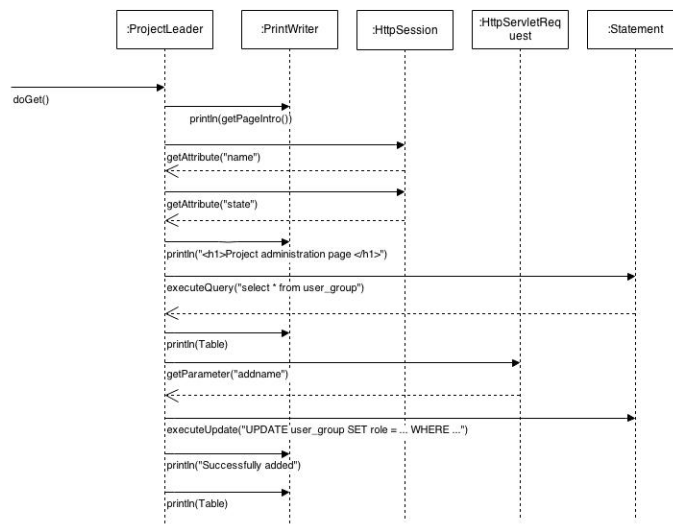 :ProjectLeader
:PrintWriter
:HttpSession
:HttpServletReq
uest
:Statement
doGet()
println(getPageIntro())
getAttribute("name")
getAttribute("state")
println("<h1>Project administration page </h1>")
executeQuery("select * from user_group")
println(Table)
getParameter("addname")
executeUpdate("UPDATE user_group SET role = ... WHERE ...")
println("Successfully added")
println(Table)